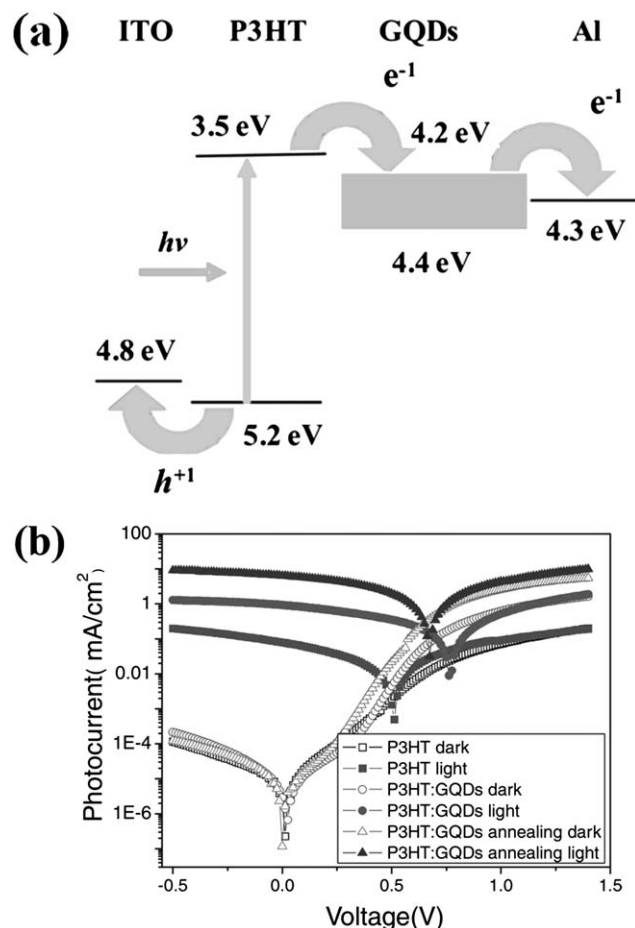 (a)
ITO P3HT GQDs Al
e⁻¹
e⁻¹
3.5 eV
4.2 eV
4.3 eV
4.4 eV
hν
4.8 eV
5.2 eV
h⁺¹
(b)
Photocurrent( mA/cm²)
100
1
0.01
1E-4
1E-6
P3HT dark
P3HT light
P3HT:GQDs dark
P3HT:GQDs light
P3HT:GQDs annealing dark
P3HT:GQDs annealing light
-0.5 0.0 0.5 1.0 1.5
Voltage(V)